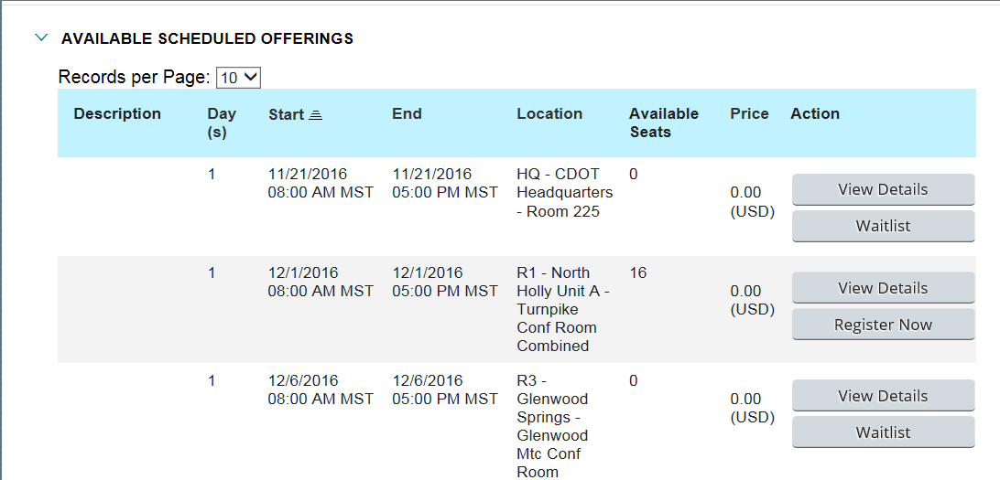 AVAILABLE SCHEDULED OFFERINGS
Records per Page: 10
Description Day (s) Start End Location Available Seats Price Action
1 11/21/2016 08:00 AM MST 11/21/2016 05:00 PM MST HQ - CDOT Headquarters - Room 225 0 0.00 (USD) View Details
Waitlist
1 12/1/2016 08:00 AM MST 12/1/2016 05:00 PM MST R1 - North Holly Unit A - Turnpike Conf Room Combined 16 0.00 (USD) View Details
Register Now
1 12/6/2016 08:00 AM MST 12/6/2016 05:00 PM MST R3 - Glenwood Springs - Glenwood Mtc Conf Room 0 0.00 (USD) View Details
Waitlist